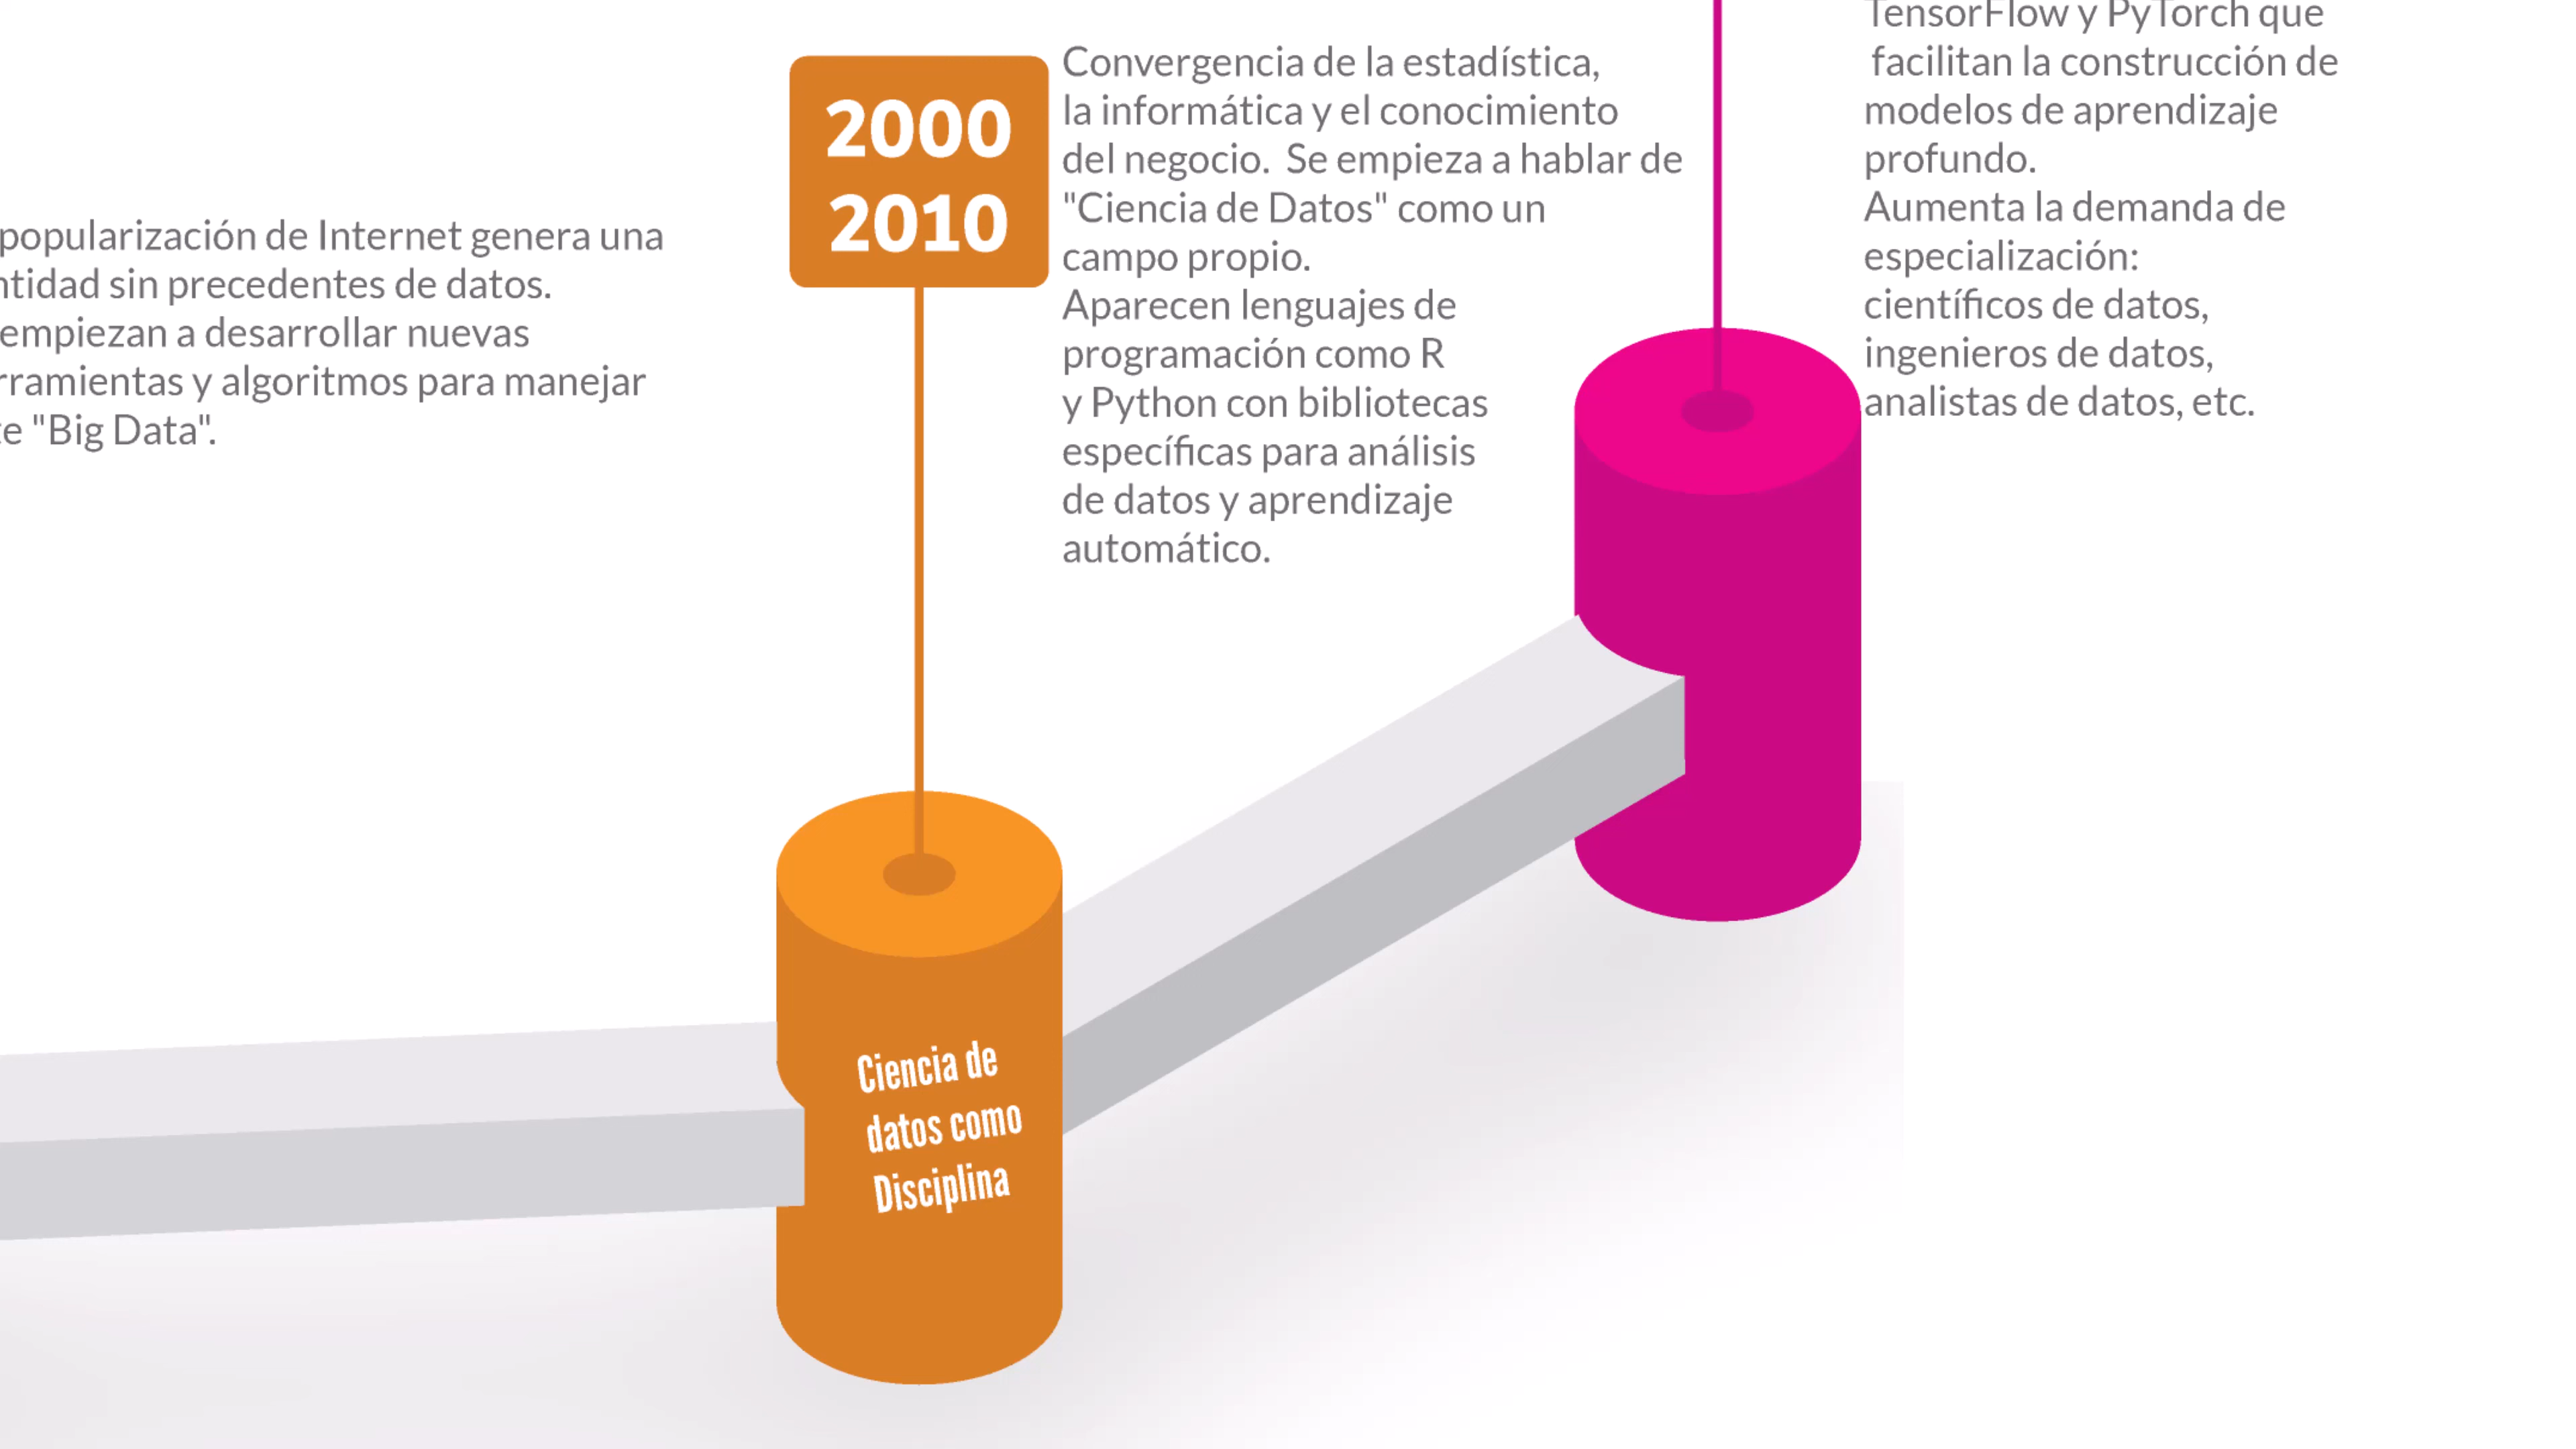 popularización de Internet genera una
ntidad sin precedentes de datos.
empiezan a desarrollar nuevas
rramientas y algoritmos para manejar
te "Big Data".
2000
2010
Convergencia de la estadística,
la informática y el conocimiento
del negocio.  Se empieza a hablar de
"Ciencia de Datos" como un
campo propio.
Aparecen lenguajes de
programación como R
y Python con bibliotecas
específicas para análisis
de datos y aprendizaje
automático.
Ciencia de
datos como
Disciplina
TensorFlow y PyTorch que
facilitan la construcción de
modelos de aprendizaje
profundo.
Aumenta la demanda de
especialización:
científicos de datos,
ingenieros de datos,
analistas de datos, etc.